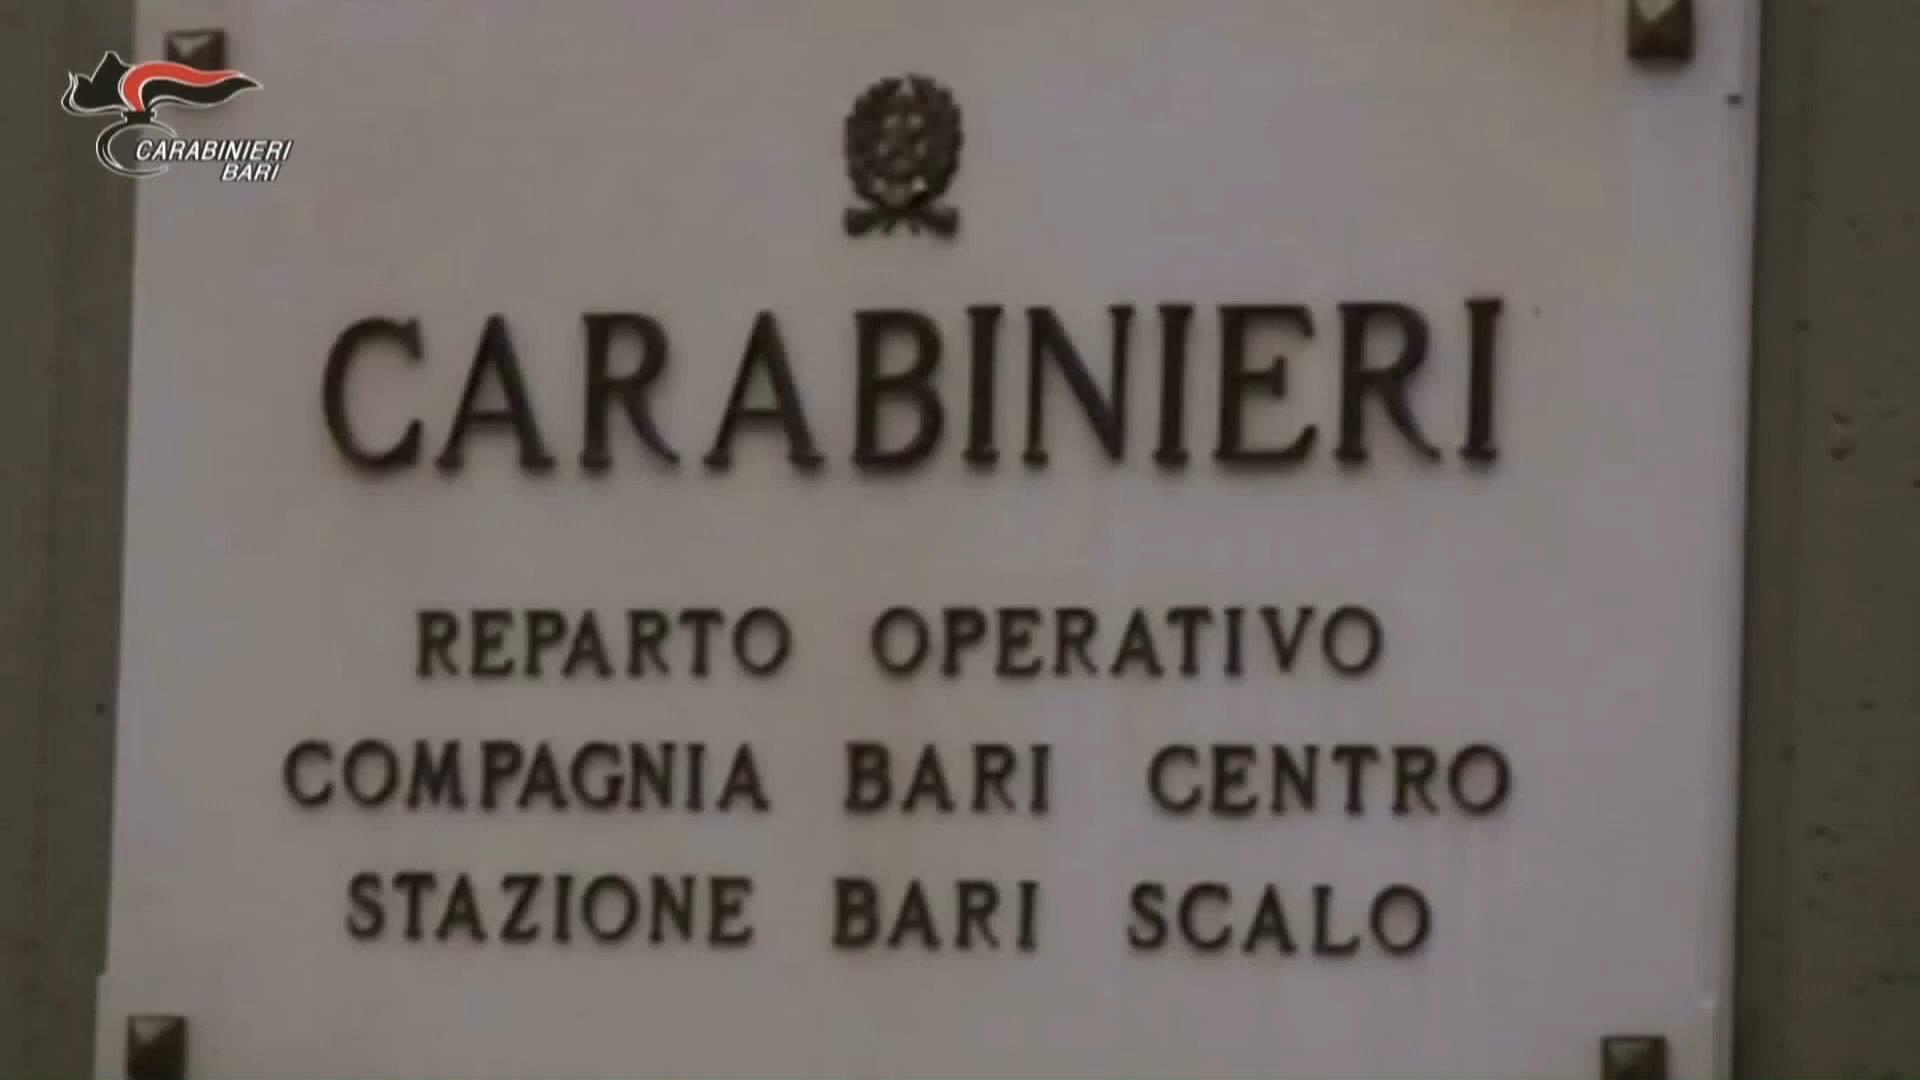 CARABINIERI
BARI
CARABINIERI
REPARTO OPERATIVO
COMPAGNIA BARI CENTRO
STAZIONE BARI SCALO